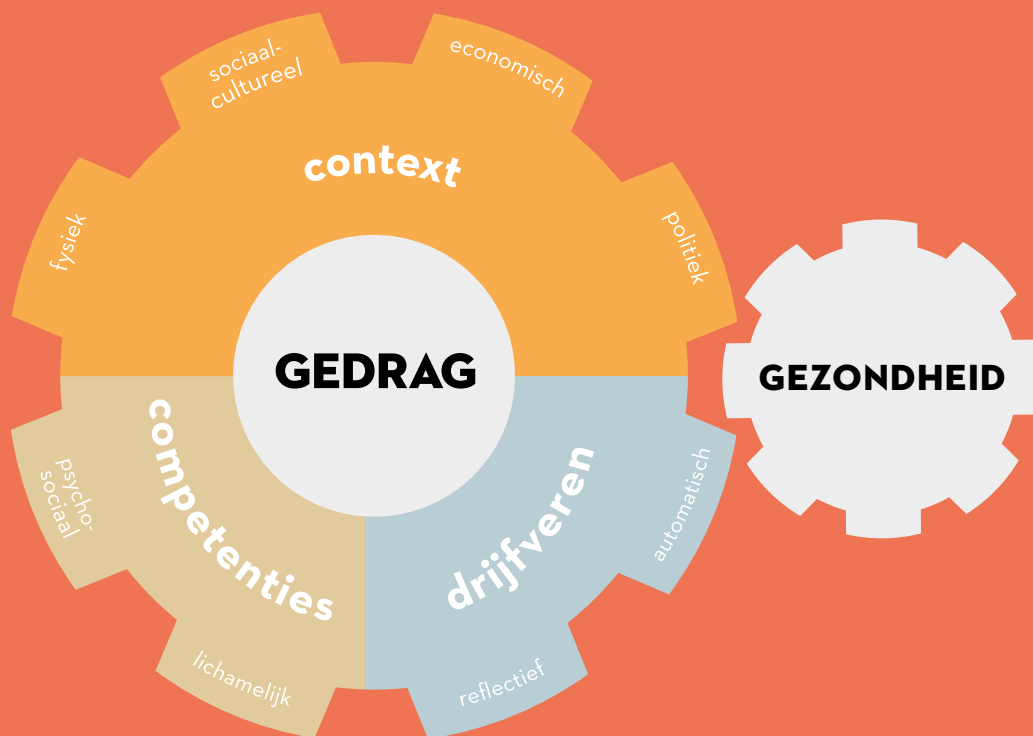 sociaal-
cultureel
economisch
context
fysiek
politiek
GEDRAG
GEZONDHEID
competenties
psycho-
sociaal
drijfveren
automatisch
lichamelijk
reflectief